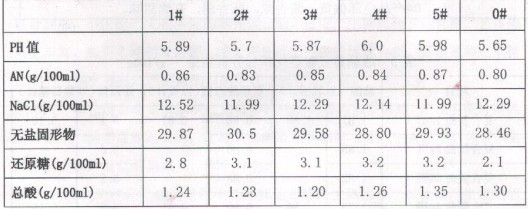 1# 2# 3# 4# 5# 0#
PH 值 5.89 5.7 5.87 6.0 5.98 5.65
AN(g/100ml) 0.86 0.83 0.85 0.84 0.87 0.80
NaCl(g/100ml) 12.52 11.99 12.29 12.14 11.99 12.29
无盐固形物 29.87 30.5 29.58 28.80 29.93 28.46
还原糖(g/100ml) 2.8 3.1 3.1 3.2 3.2 2.1
总酸(g/100ml) 1.24 1.23 1.20 1.26 1.35 1.30